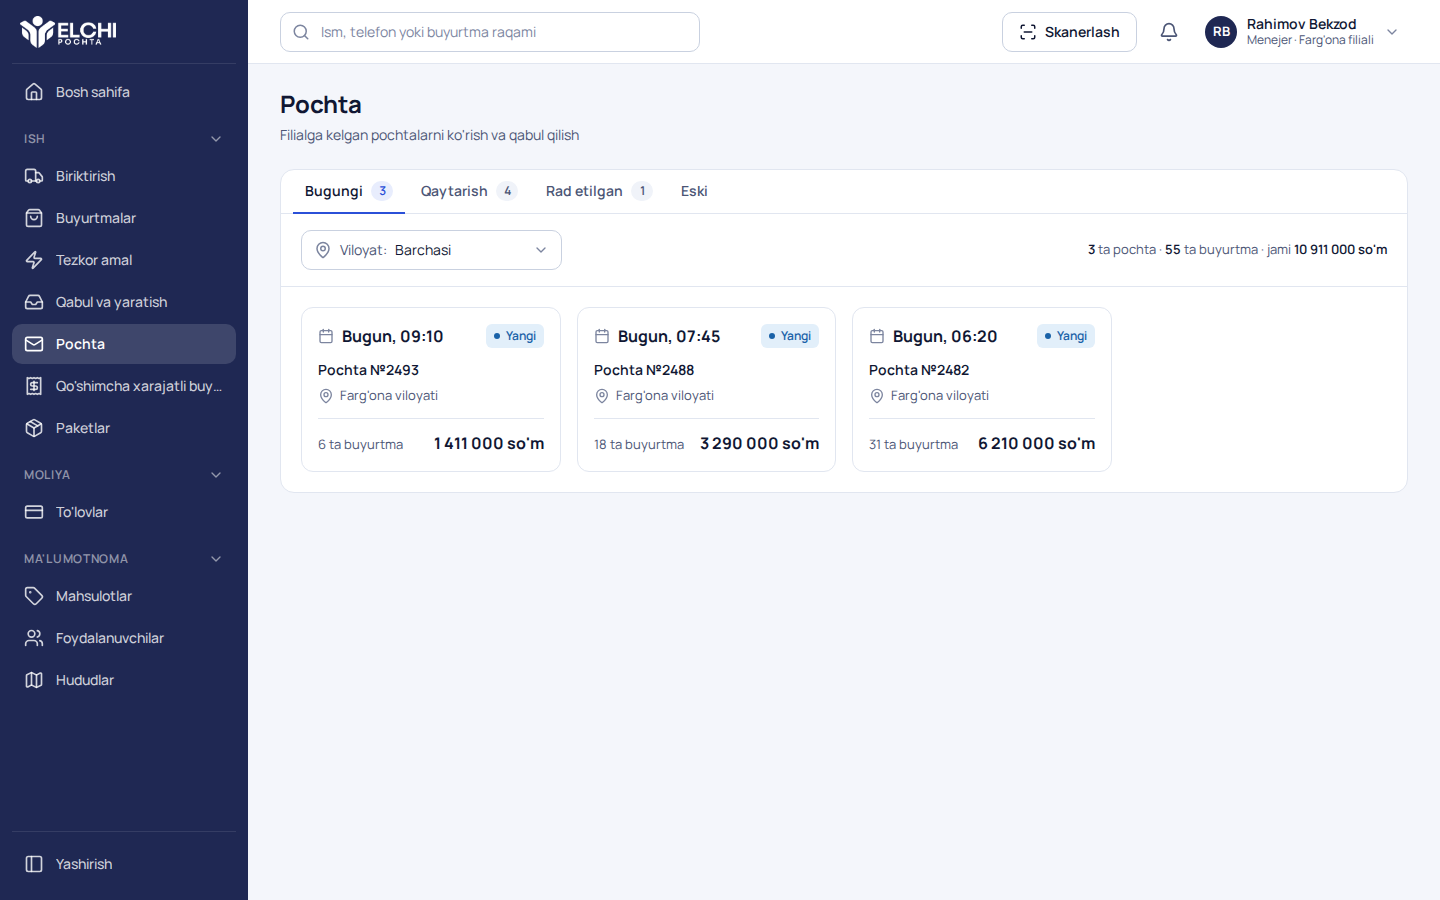 ELCHI
POCHTA
Ism, telefon yoki buyurtma raqami
Skanerlash
RB
Rahimov Bekzod
Menejer · Farg'ona filiali
Bosh sahifa
ISH
Biriktirish
Buyurtmalar
Tezkor amal
Qabul va yaratish
Pochta
Qo'shimcha xarajatli buy...
Paketlar
MOLIYA
To'lovlar
MA'LUMOTNOMA
Mahsulotlar
Foydalanuvchilar
Hududlar
Yashirish
Pochta
Filialga kelgan pochtalarni ko'rish va qabul qilish
Bugungi 3 Qaytarish 4 Rad etilgan 1 Eski
Viloyat: Barchasi
3 ta pochta · 55 ta buyurtma · jami 10 911 000 so'm
Bugun, 09:10 Yangi
Pochta №2493
Farg'ona viloyati
6 ta buyurtma 1 411 000 so'm
Bugun, 07:45 Yangi
Pochta №2488
Farg'ona viloyati
18 ta buyurtma 3 290 000 so'm
Bugun, 06:20 Yangi
Pochta №2482
Farg'ona viloyati
31 ta buyurtma 6 210 000 so'm